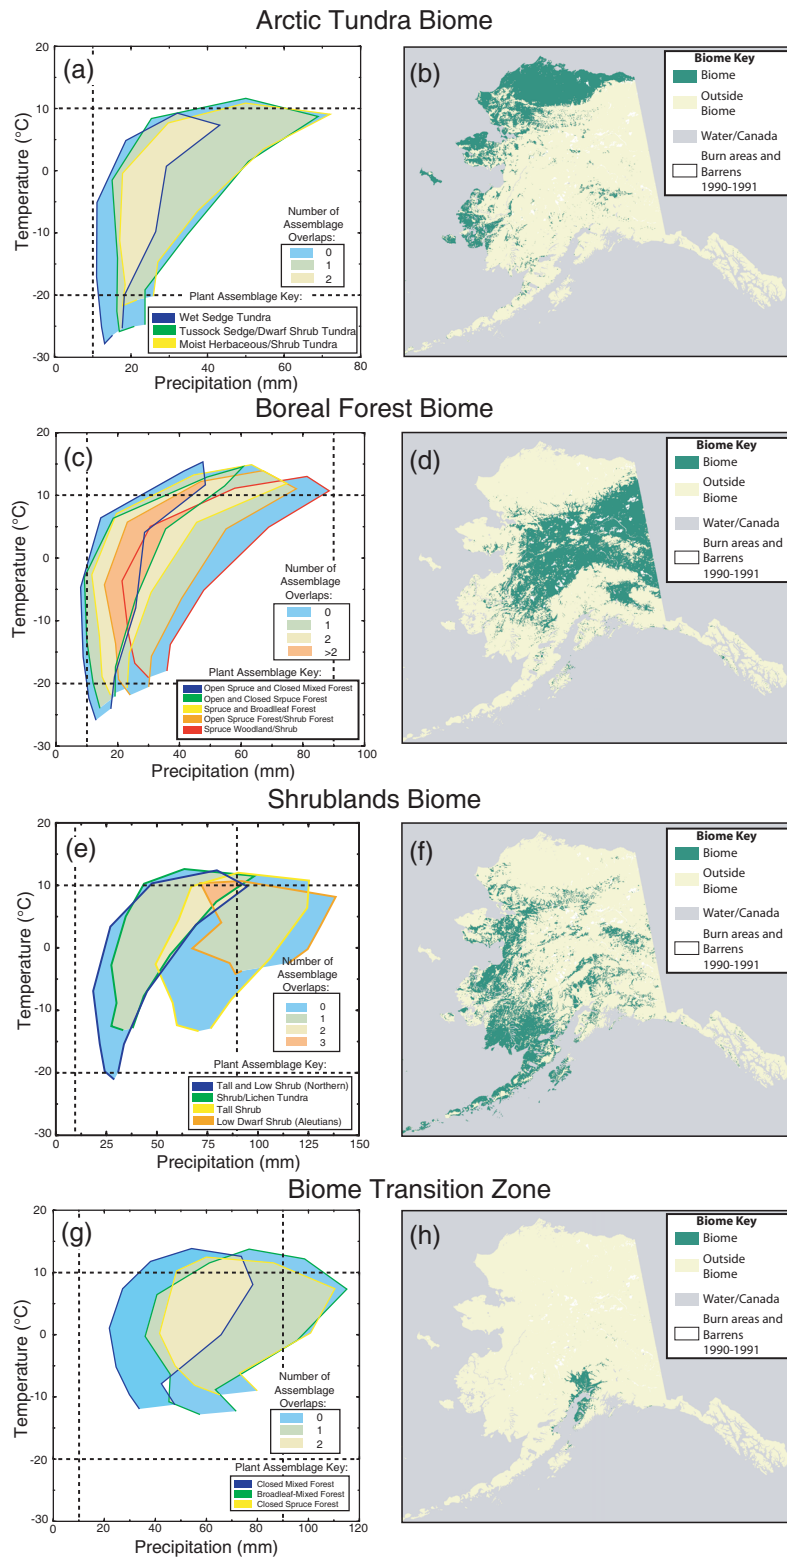 Arctic Tundra Biome
(a)
Temperature (°C)
20
10
0
-10
-20
-30
Number of
Assemblage
Overlaps:
0
1
2
Plant Assemblage Key:
Wet Sedge Tundra
Tussock Sedge/Dwarf Shrub Tundra
Moist Herbaceous/Shrub Tundra
0 20 40 60 80
Precipitation (mm)
(b)
Biome Key
Biome
Outside
Biome
Water/Canada
Burn areas and
Barrens
1990-1991
Boreal Forest Biome
(c)
Temperature (°C)
20
10
0
-10
-20
-30
Number of
Assemblage
Overlaps:
0
1
2
>2
Plant Assemblage Key:
Open Spruce and Closed Mixed Forest
Open and Closed Srpuce Forest
Spruce and Broadleaf Forest
Open Spruce Forest/Shrub Forest
Spruce Woodland/Shrub
0 20 40 60 80 100
Precipitation (mm)
(d)
Biome Key
Biome
Outside
Biome
Water/Canada
Burn areas and
Barrens
1990-1991
Shrublands Biome
(e)
Temperature (°C)
20
10
0
-10
-20
-30
Number of
Assemblage
Overlaps:
0
1
2
3
Plant Assemblage Key:
Tall and Low Shrub (Northern)
Shrub/Lichen Tundra
Tall Shrub
Low Dwarf Shrub (Aleutians)
0 25 50 75 100 125 150
Precipitation (mm)
(f)
Biome Key
Biome
Outside
Biome
Water/Canada
Burn areas and
Barrens
1990-1991
Biome Transition Zone
(g)
Temperature (°C)
20
10
0
-10
-20
-30
Number of
Assemblage
Overlaps:
0
1
2
Plant Assemblage Key:
Closed Mixed Forest
Broadleaf-Mixed Forest
Closed Spruce Forest
0 20 40 60 80 100 120
Precipitation (mm)
(h)
Biome Key
Biome
Outside
Biome
Water/Canada
Burn areas and
Barrens
1990-1991